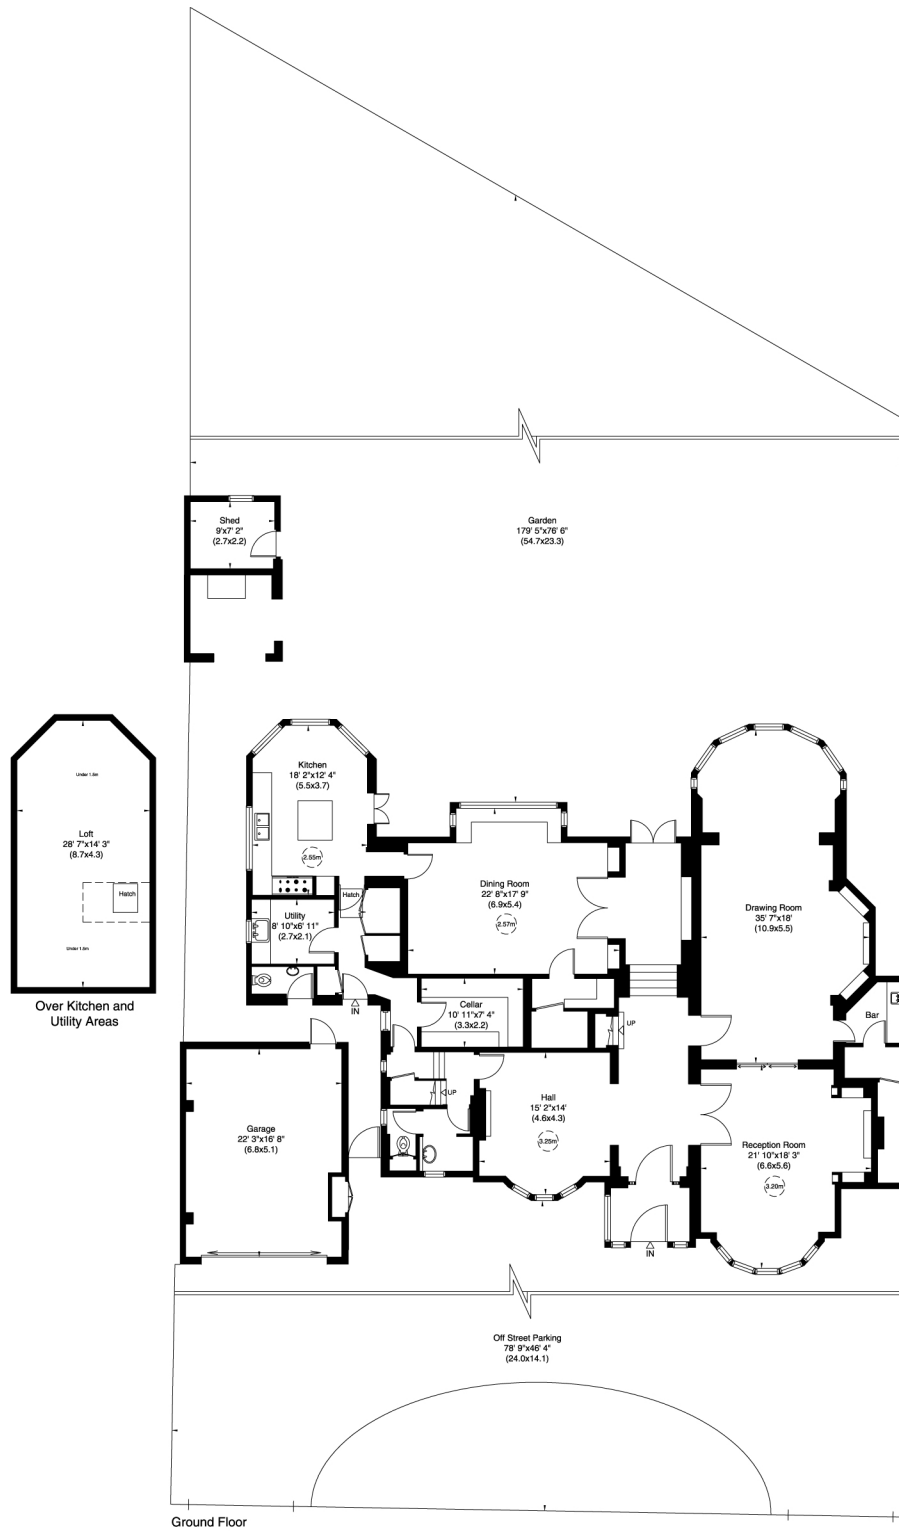 Shed
9'x7' 2"
(2.7x2.2)
Garden
179' 5"x76' 6"
(54.7x23.3)
Kitchen
18' 2"x12' 4"
(5.5x3.7)
2.55m
Under 1.5m
Loft
28' 7"x14' 3"
(8.7x4.3)
Hatch
Under 1.5m
Over Kitchen and
Utility Areas
Hatch
Utility
8' 10"x6' 11"
(2.7x2.1)
IN
Dining Room
22' 8"x17' 9"
(6.9x5.4)
2.57m
Drawing Room
35' 7"x18'
(10.9x5.5)
Bar
Cellar
10' 11"x7' 4"
(3.3x2.2)
UP
UP
Hall
15' 2"x14'
(4.6x4.3)
3.25m
Garage
22' 3"x16' 8"
(6.8x5.1)
Reception Room
21' 10"x18' 3"
(6.6x5.6)
3.20m
IN
Off Street Parking
78' 9"x46' 4"
(24.0x14.1)
Ground Floor